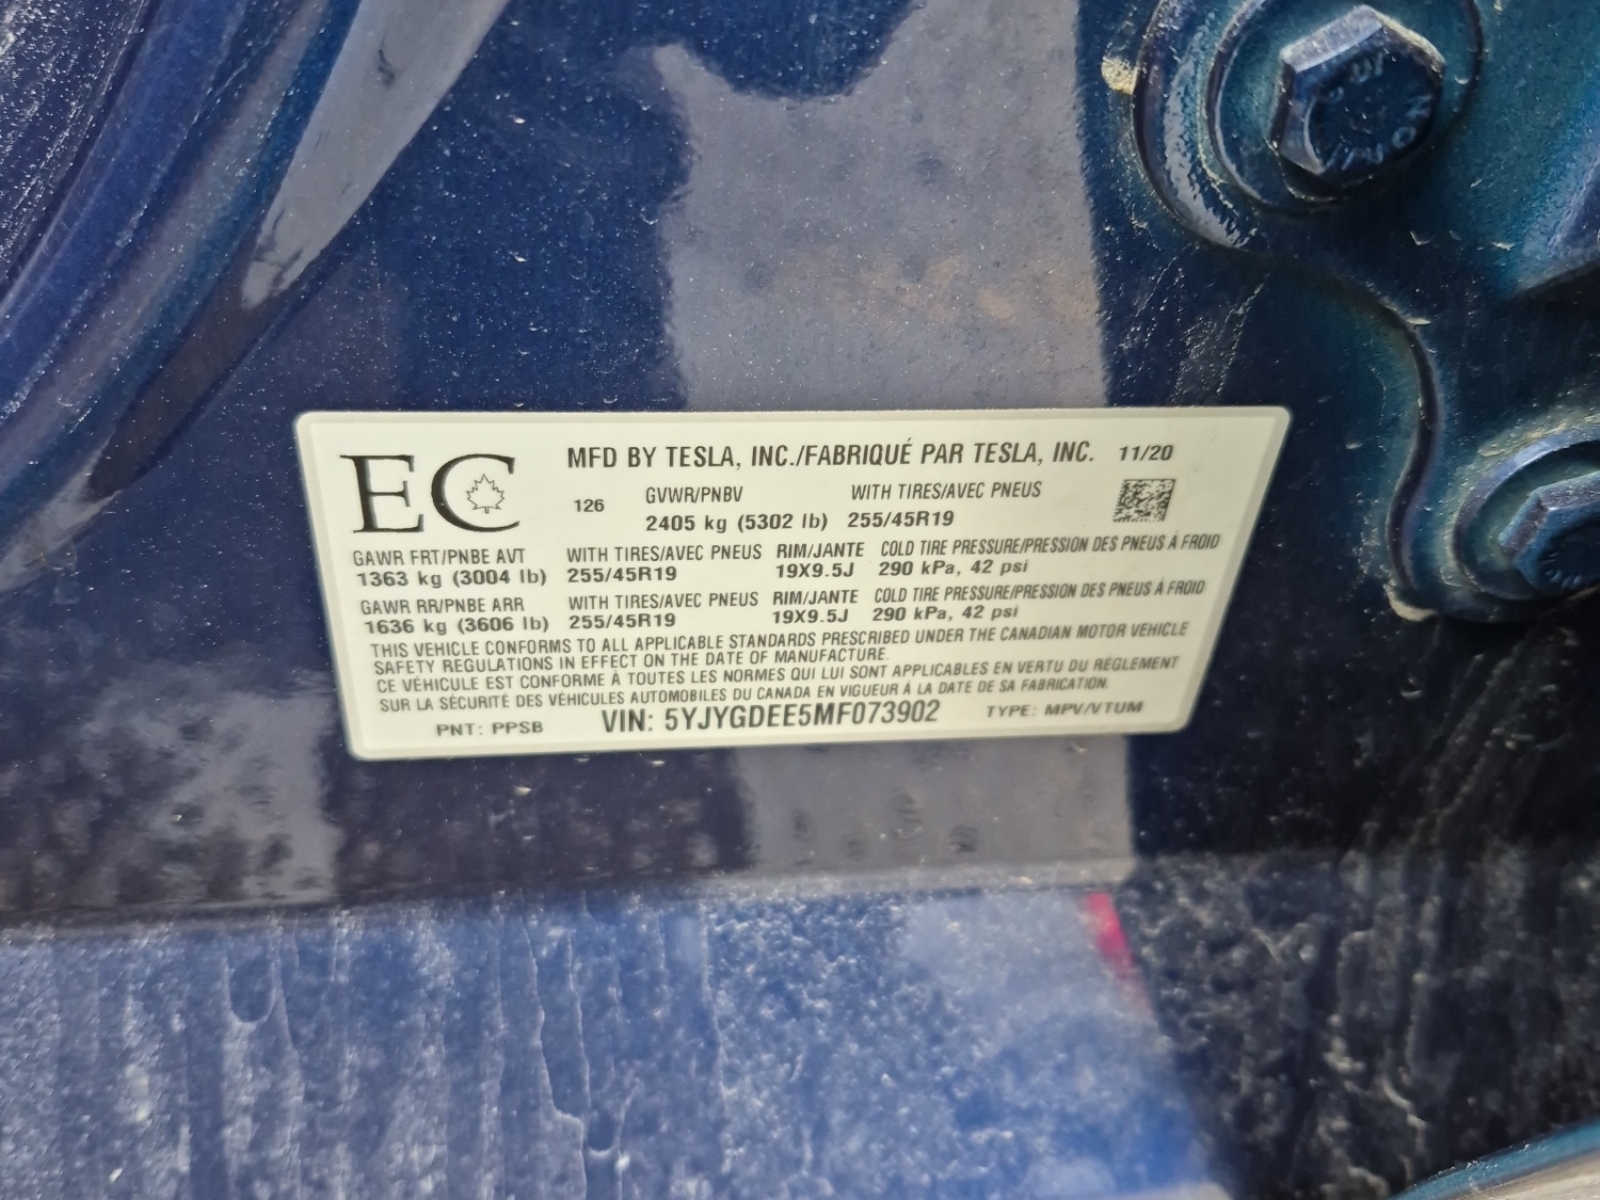 MFD BY TESLA, INC./FABRIQUÉ PAR TESLA, INC. 11/20
EC 126 GVWR/PNBV WITH TIRES/AVEC PNEUS
2405 kg (5302 lb) 255/45R19
GAWR FRT/PNBE AVT WITH TIRES/AVEC PNEUS RIM/JANTE COLD TIRE PRESSURE/PRESSION DES PNEUS À FROID
1363 kg (3004 lb) 255/45R19 19X9.5J 290 kPa, 42 psi
GAWR RR/PNBE ARR WITH TIRES/AVEC PNEUS RIM/JANTE COLD TIRE PRESSURE/PRESSION DES PNEUS À FROID
1636 kg (3606 lb) 255/45R19 19X9.5J 290 kPa, 42 psi
THIS VEHICLE CONFORMS TO ALL APPLICABLE STANDARDS PRESCRIBED UNDER THE CANADIAN MOTOR VEHICLE
SAFETY REGULATIONS IN EFFECT ON THE DATE OF MANUFACTURE.
CE VÉHICULE EST CONFORME À TOUTES LES NORMES QUI LUI SONT APPLICABLES EN VERTU DU RÈGLEMENT
SUR LA SÉCURITÉ DES VÉHICULES AUTOMOBILES DU CANADA EN VIGUEUR À LA DATE DE SA FABRICATION.
PNT: PPSB VIN: 5YJYGDEE5MF073902 TYPE: MPV/VTUM